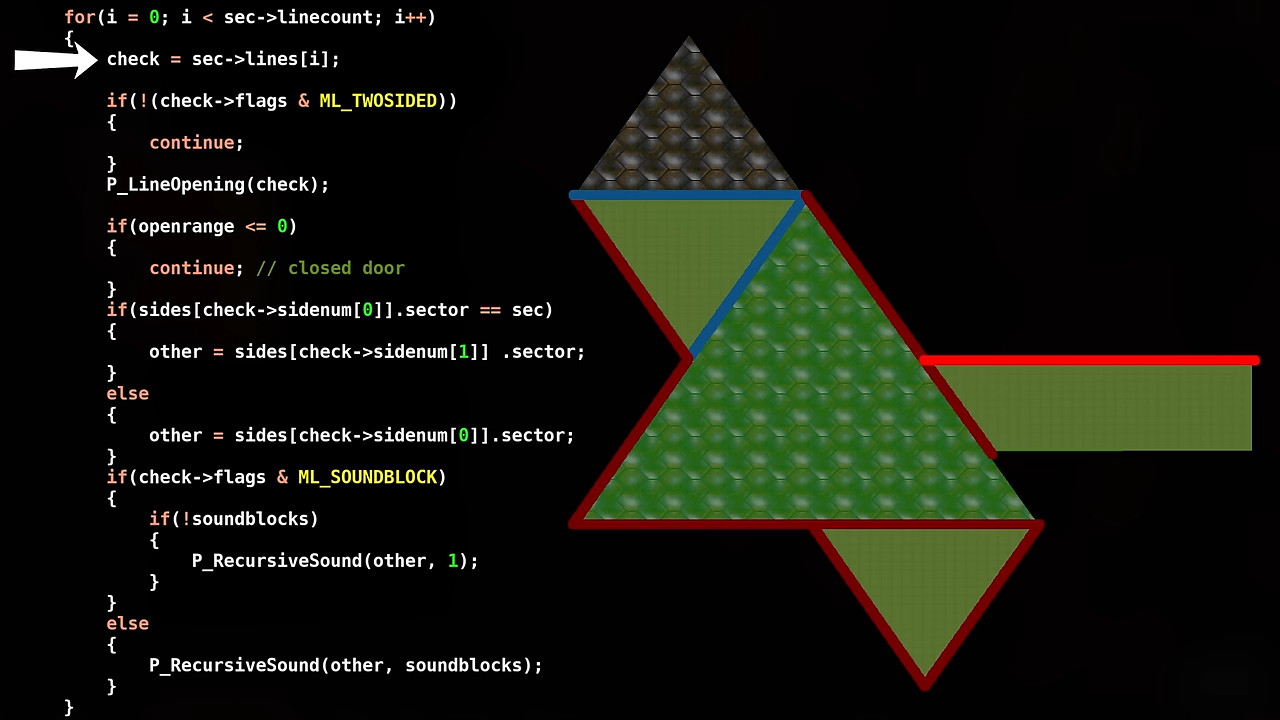 for(i = 0; i < sec->linecount; i++)
{
check = sec->lines[i];
if(!(check->flags & ML_TWOSIDED))
{
continue;
}
P_LineOpening(check);
if(openrange <= 0)
{
continue; // closed door
}
if(sides[check->sidenum[0]].sector == sec)
{
other = sides[check->sidenum[1]] .sector;
}
else
{
other = sides[check->sidenum[0]].sector;
}
if(check->flags & ML_SOUNDBLOCK)
{
if(!soundblocks)
{
P_RecursiveSound(other, 1);
}
}
else
{
P_RecursiveSound(other, soundblocks);
}
}